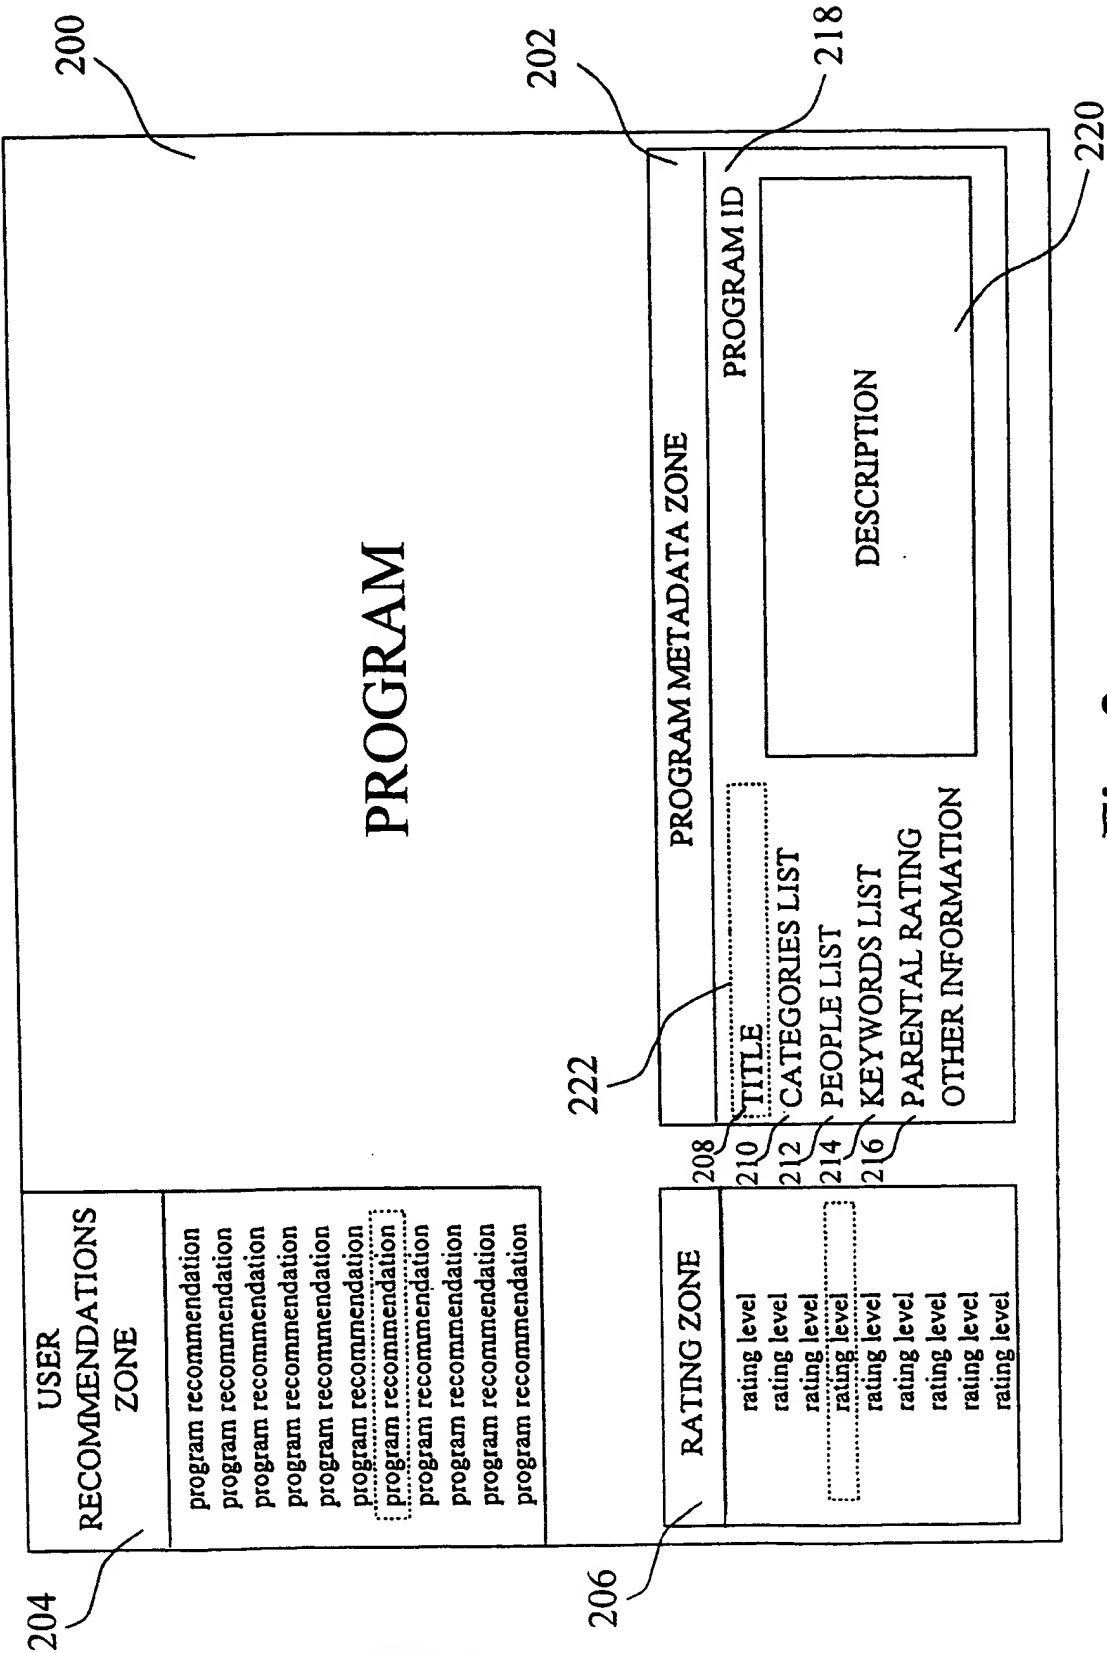 200
204
USER
RECOMMENDATIONS
ZONE
program recommendation
program recommendation
program recommendation
program recommendation
program recommendation
program recommendation
program recommendation
program recommendation
program recommendation
program recommendation
program recommendation
PROGRAM
202
206
RATING ZONE
rating level
rating level
rating level
rating level
rating level
rating level
rating level
rating level
rating level
222
PROGRAM METADATA ZONE
208 TITLE
210 CATEGORIES LIST
212 PEOPLE LIST
214 KEYWORDS LIST
216 PARENTAL RATING
OTHER INFORMATION
PROGRAM ID
218
DESCRIPTION
220